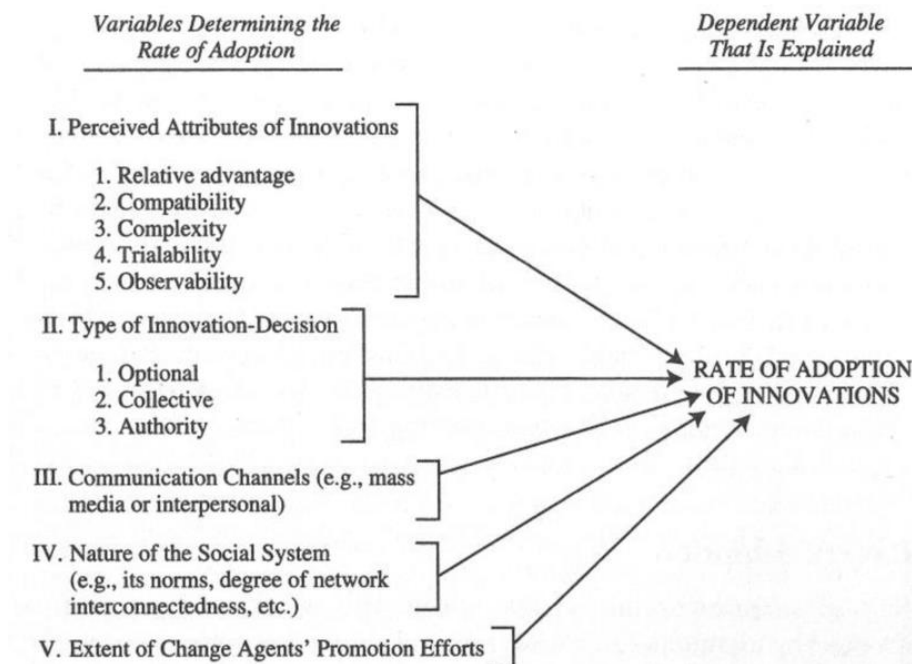 Variables Determining the
Rate of Adoption
Dependent Variable
That Is Explained
I. Perceived Attributes of Innovations
1. Relative advantage
2. Compatibility
3. Complexity
4. Trialability
5. Observability
II. Type of Innovation-Decision
1. Optional
2. Collective
3. Authority
RATE OF ADOPTION
OF INNOVATIONS
III. Communication Channels (e.g., mass
media or interpersonal)
IV. Nature of the Social System
(e.g., its norms, degree of network
interconnectedness, etc.)
V. Extent of Change Agents' Promotion Efforts